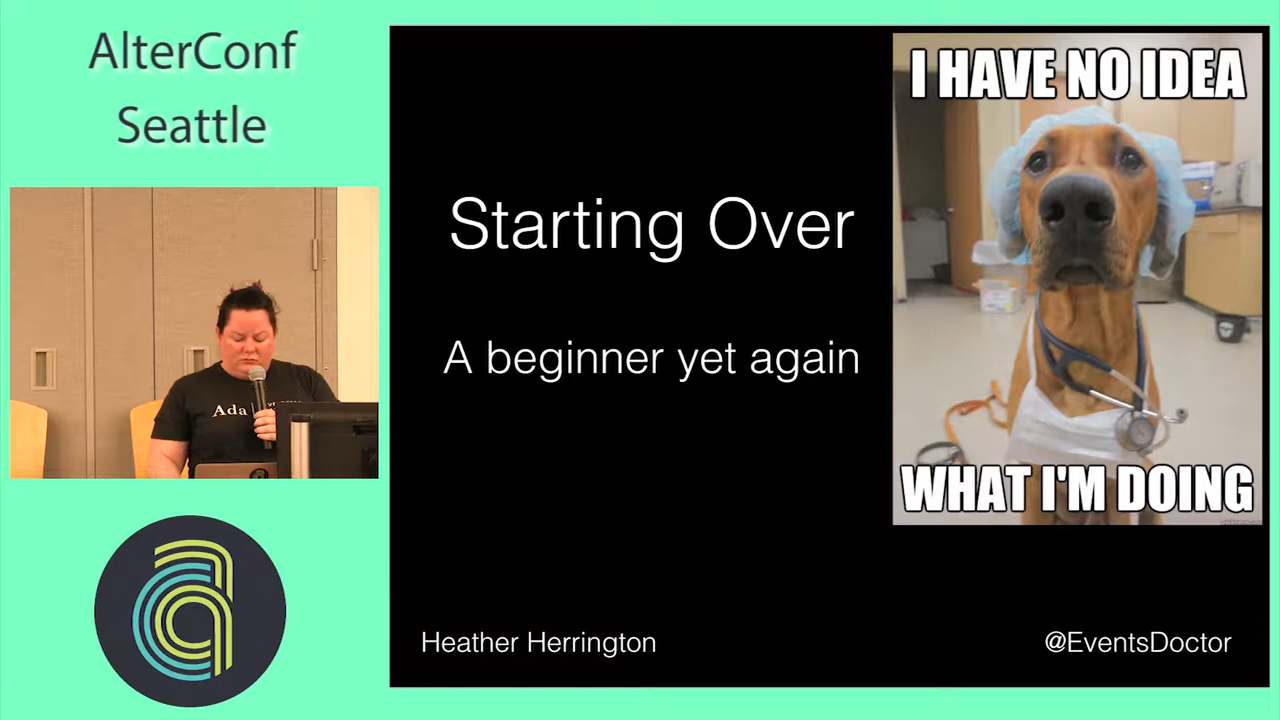 AlterConf
Seattle
Ada
Starting Over
A beginner yet again
I HAVE NO IDEA
WHAT I'M DOING
Heather Herrington
@EventsDoctor